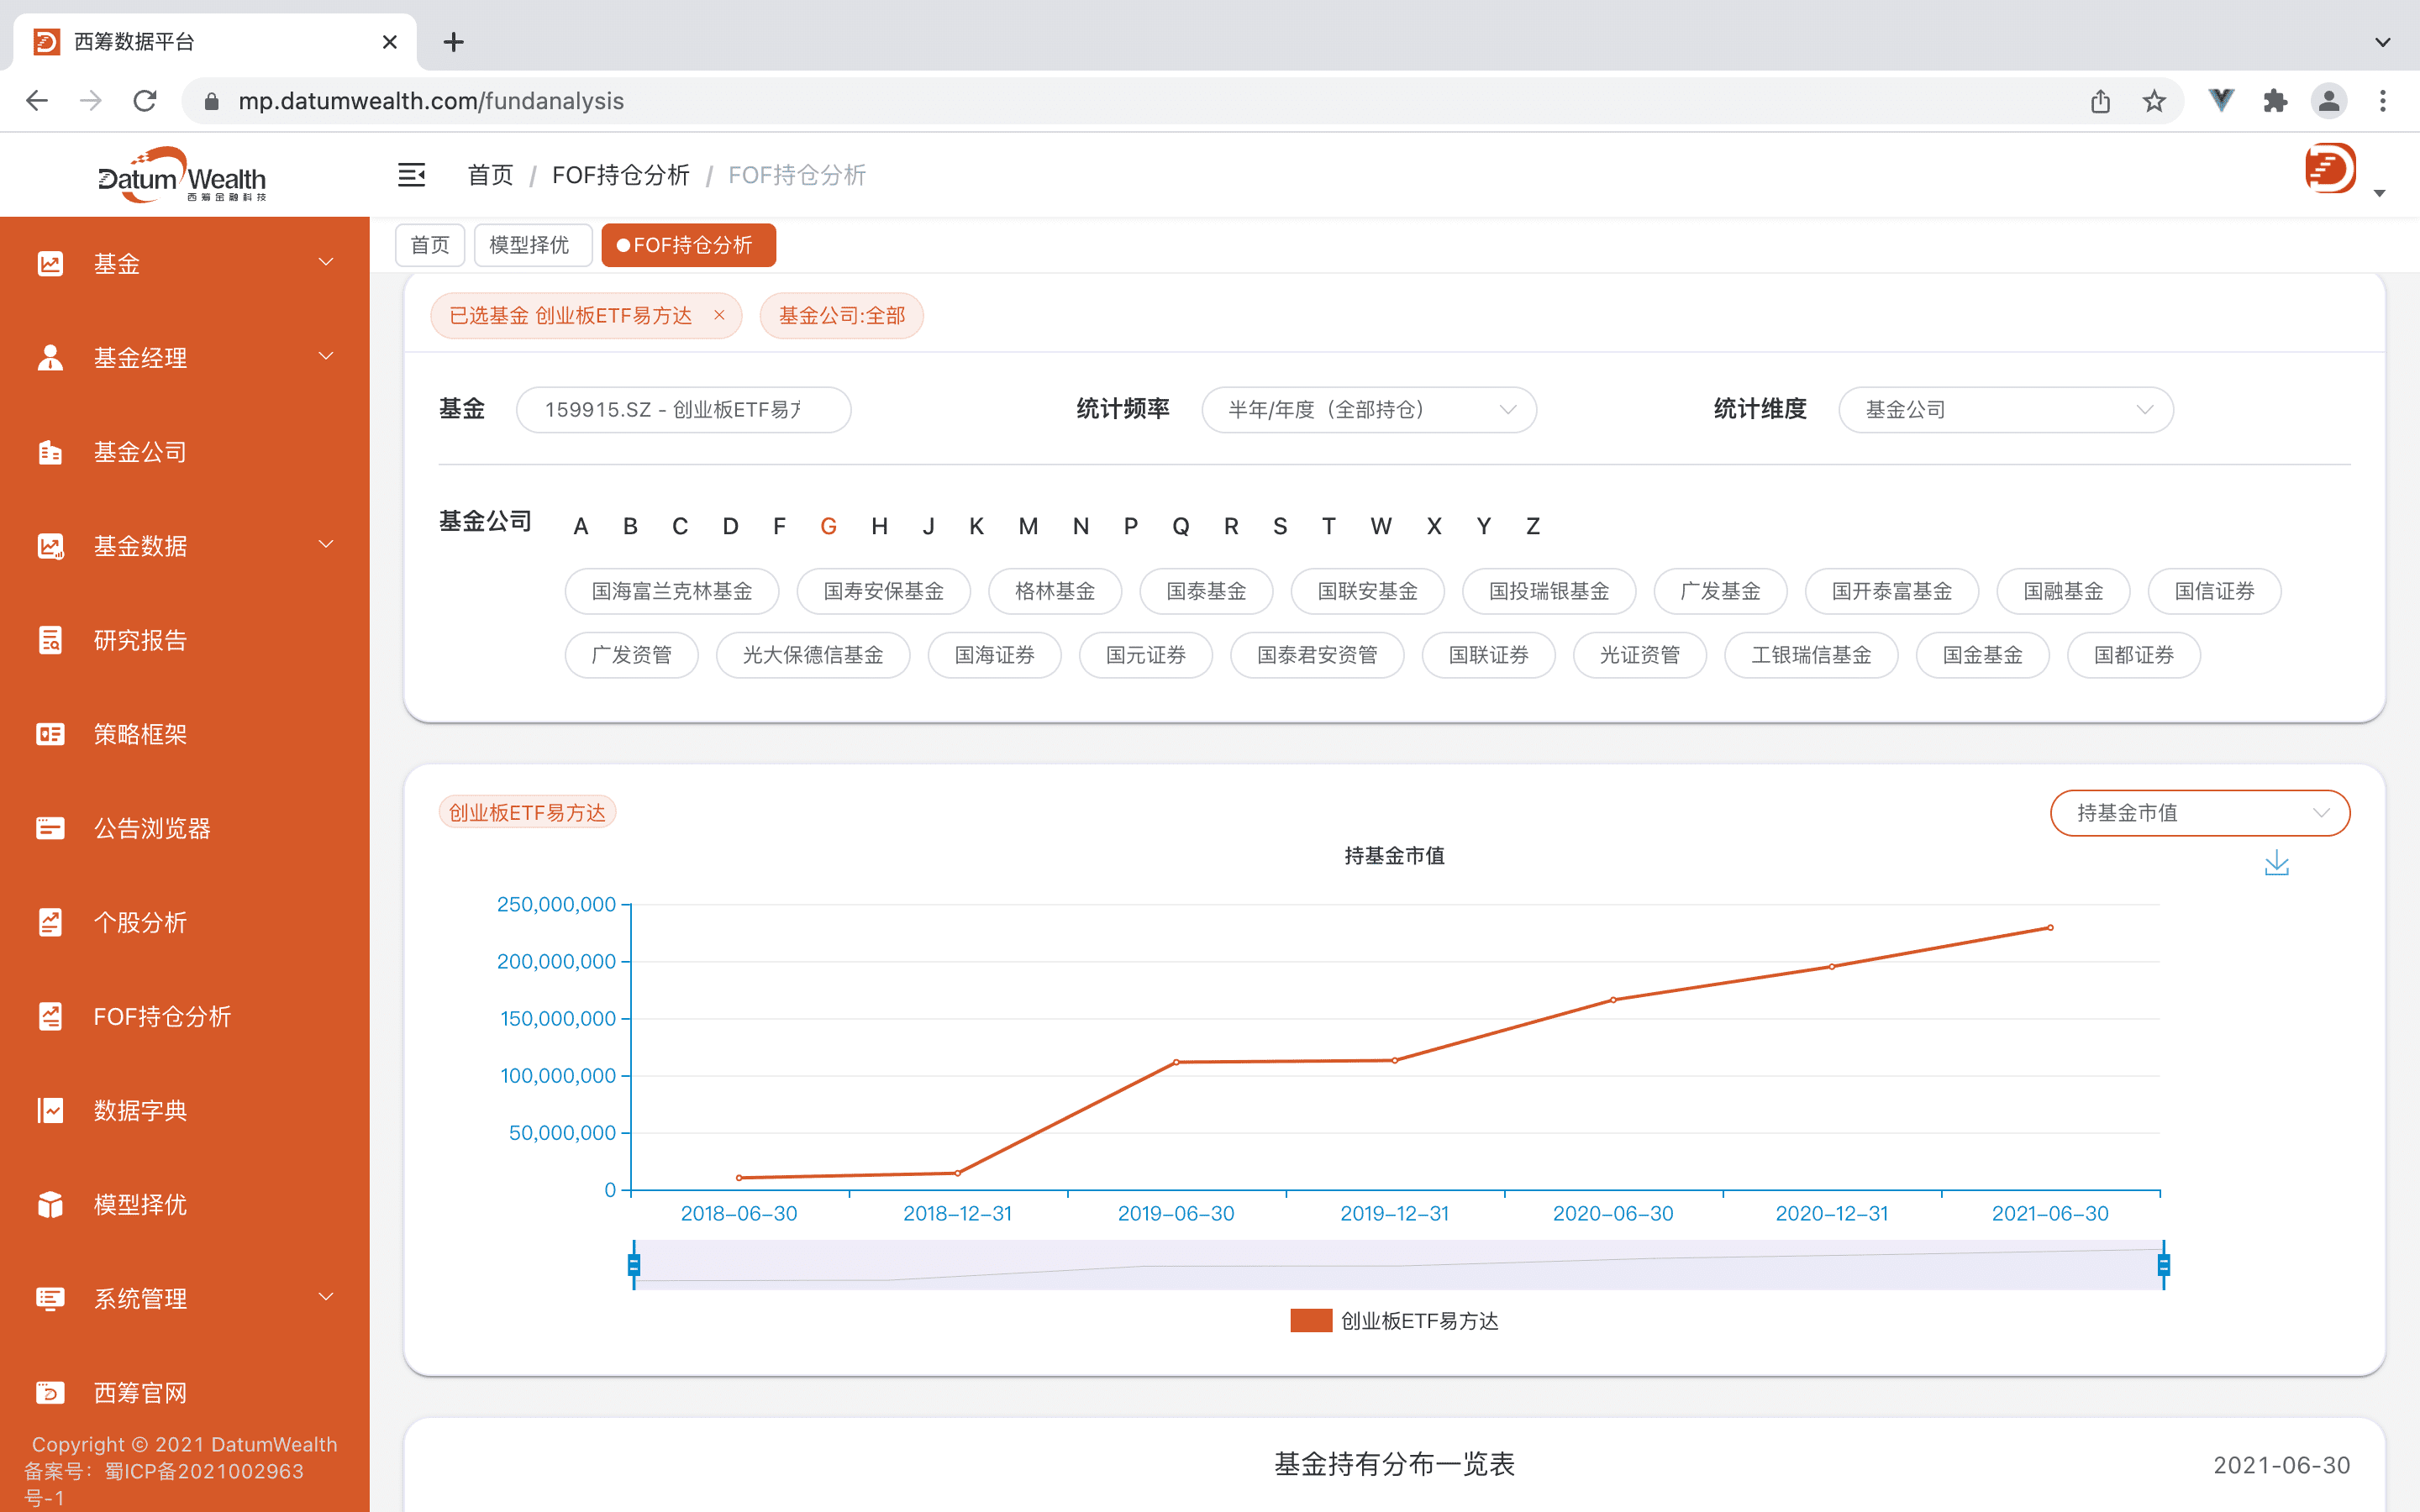 西筹数据平台
mp.datumwealth.com/fundanalysis
Datum Wealth
西筹金融科技
首页 / FOF持仓分析 / FOF持仓分析
首页 模型择优 FOF持仓分析
基金
基金经理
基金公司
基金数据
研究报告
策略框架
公告浏览器
个股分析
FOF持仓分析
数据字典
模型择优
系统管理
西筹官网
Copyright © 2021 DatumWealth
备案号：蜀ICP备2021002963
号-1
已选基金 创业板ETF易方达 × 基金公司:全部
基金 159915.SZ - 创业板ETF易方 统计频率 半年/年度（全部持仓） 统计维度 基金公司
基金公司 A B C D F G H J K M N P Q R S T W X Y Z
国海富兰克林基金 国寿安保基金 格林基金 国泰基金 国联安基金 国投瑞银基金 广发基金 国开泰富基金 国融基金 国信证券
广发资管 光大保德信基金 国海证券 国元证券 国泰君安资管 国联证券 光证资管 工银瑞信基金 国金基金 国都证券
创业板ETF易方达 持基金市值
持基金市值
250,000,000
200,000,000
150,000,000
100,000,000
50,000,000
0
2018-06-30 2018-12-31 2019-06-30 2019-12-31 2020-06-30 2020-12-31 2021-06-30
创业板ETF易方达
基金持有分布一览表 2021-06-30